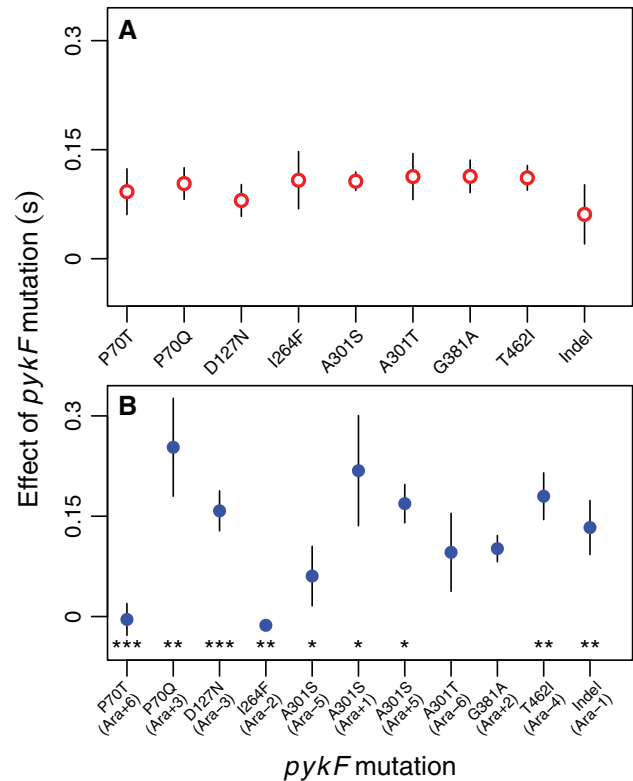 A
0.3
0.15
0
P70T
P70Q
D127N
I264F
A301S
A301T
G381A
T462I
Indel
Effect of pykF mutation (s)
B
0.3
0.15
0
*** ** *** ** * * * ** **
P70T (Ara+6)
P70Q (Ara+3)
D127N (Ara−3)
I264F (Ara−2)
A301S (Ara−5)
A301S (Ara+1)
A301S (Ara+5)
A301T (Ara−6)
G381A (Ara+2)
T462I (Ara−4)
Indel (Ara−1)
pykF mutation